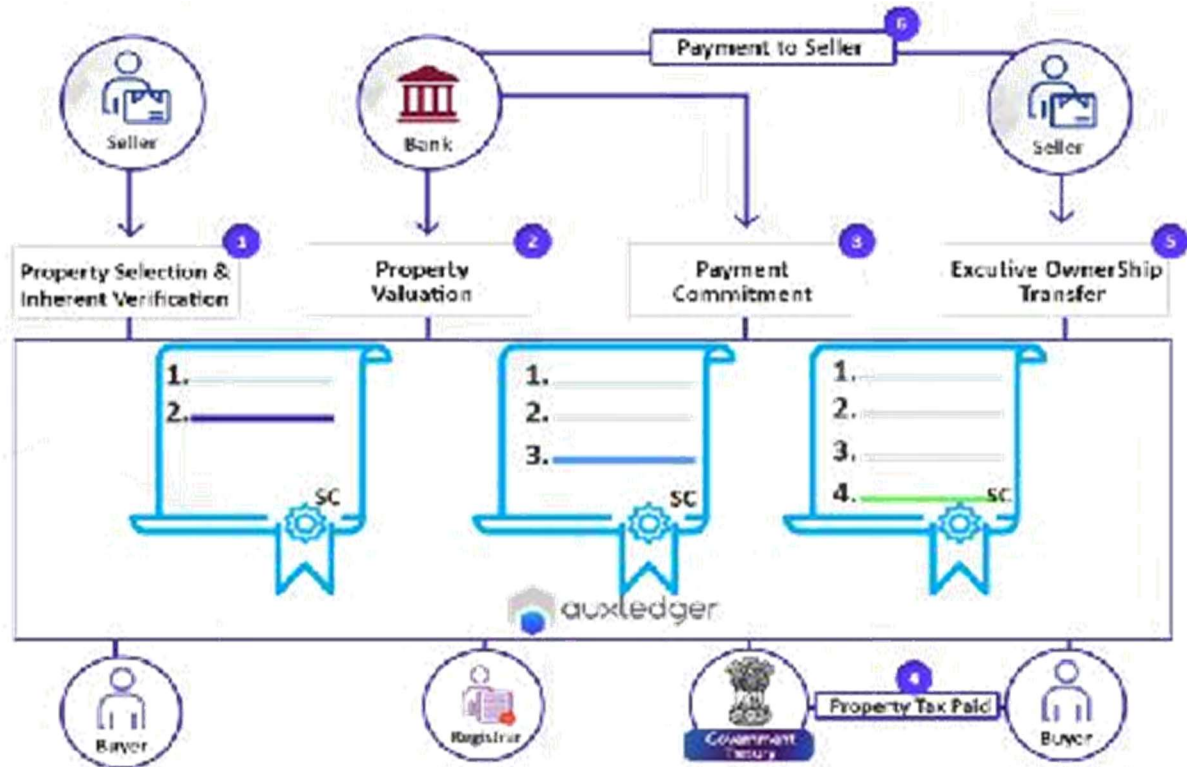 6
Payment to Seller
Seller
Bank
Seller
1
2
3
5
Property Selection &
Inherent Verification
Property
Valuation
Payment
Commitment
Excutive OwnerShip
Transfer
1.
2.
SC
1.
2.
3.
SC
1.
2.
3.
4.
SC
auxledger
4
Property Tax Paid
Buyer
Registrar
Government
Buyer